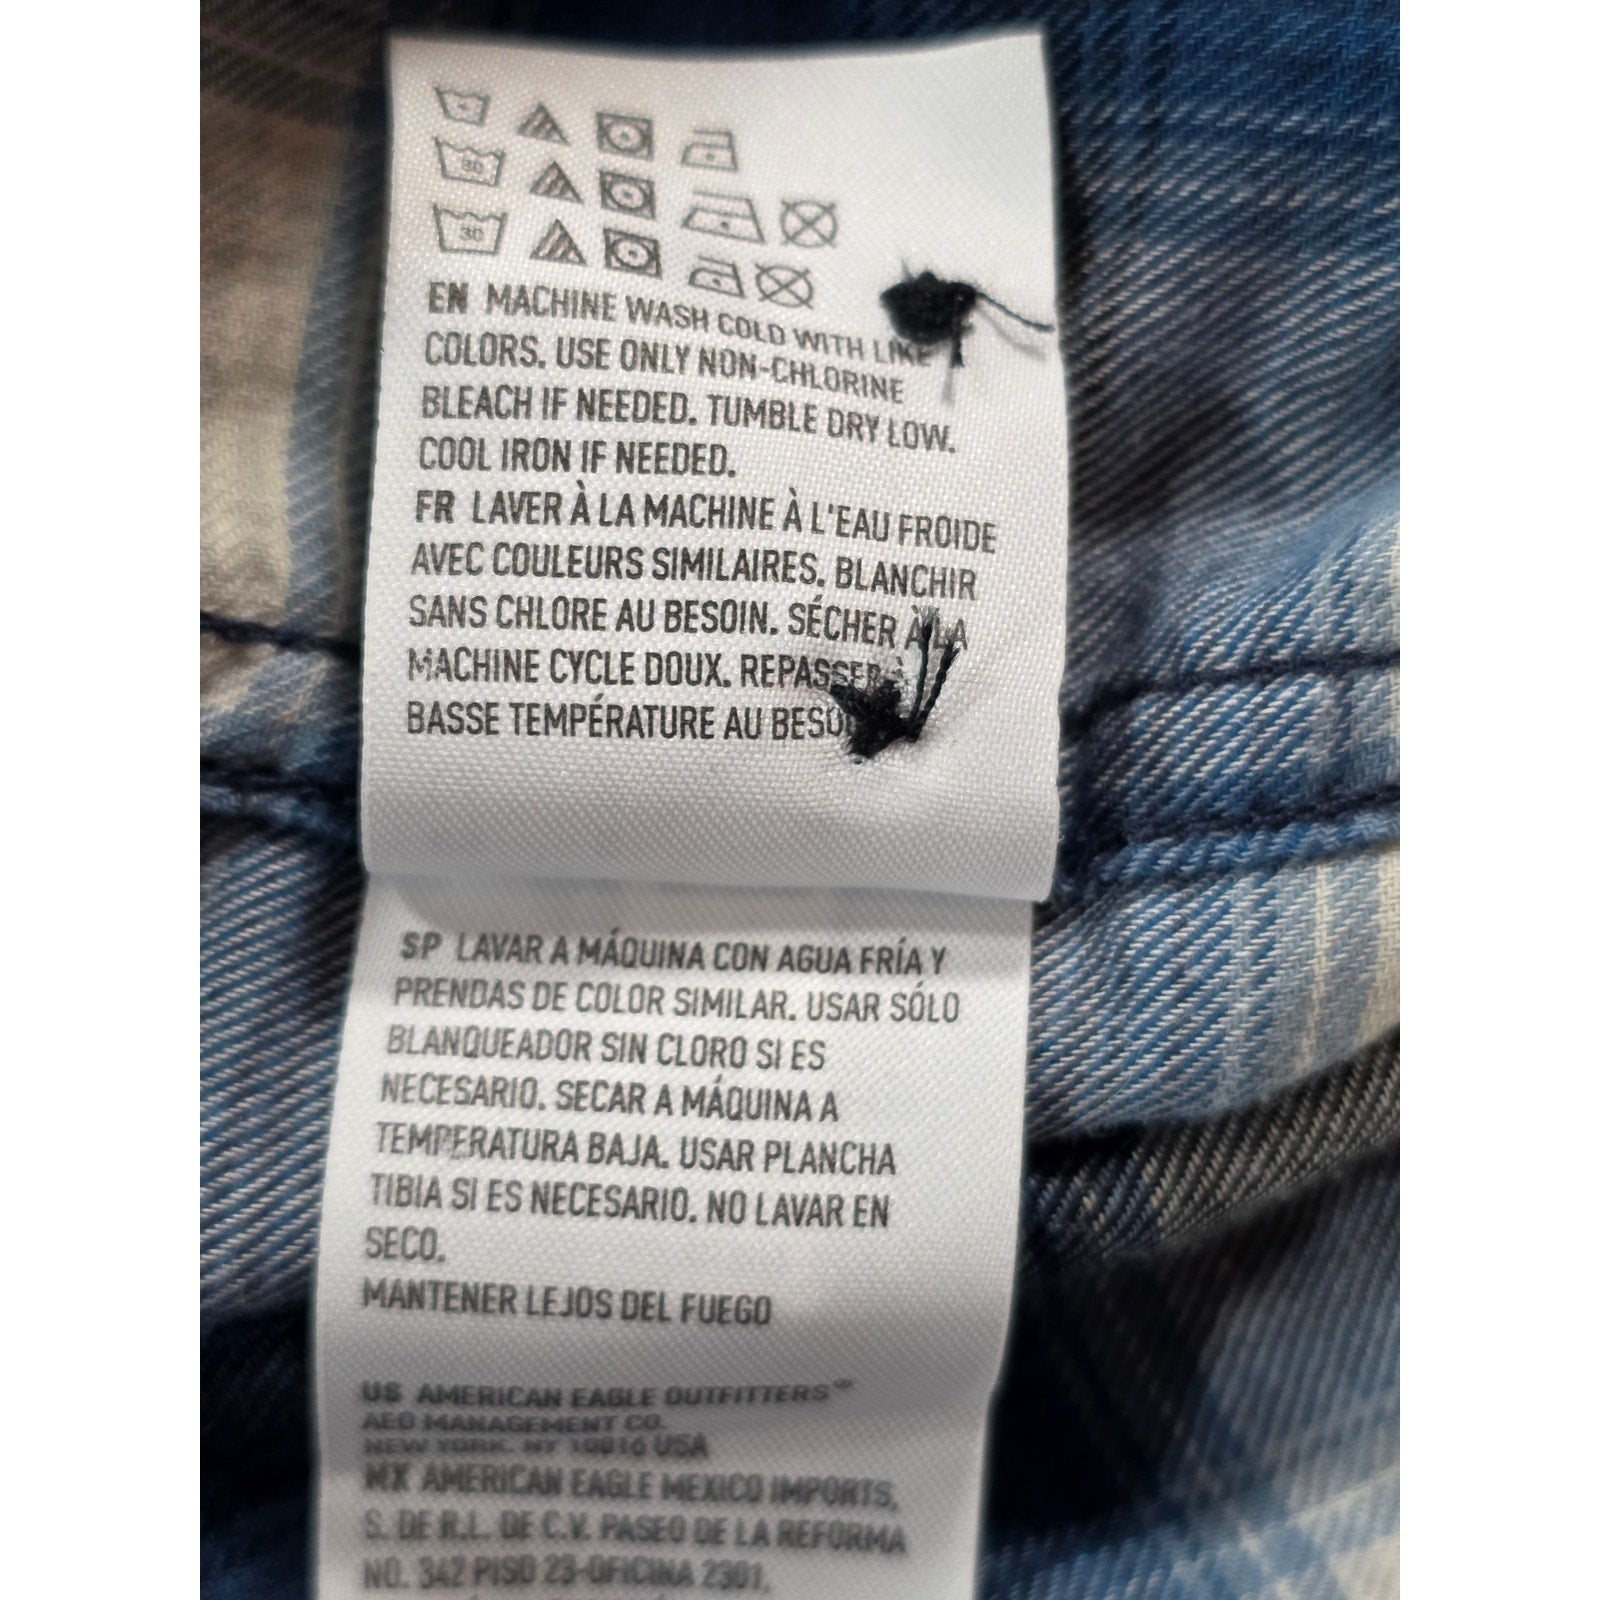 30
30
EN MACHINE WASH COLD WITH LIKE
COLORS. USE ONLY NON-CHLORINE
BLEACH IF NEEDED. TUMBLE DRY LOW.
COOL IRON IF NEEDED.
FR LAVER À LA MACHINE À L'EAU FROIDE
AVEC COULEURS SIMILAIRES. BLANCHIR
SANS CHLORE AU BESOIN. SÉCHER À LA
MACHINE CYCLE DOUX. REPASSER À
BASSE TEMPÉRATURE AU
SP LAVAR A MÁQUINA CON AGUA FRÍA Y
PRENDAS DE COLOR SIMILAR. USAR SÓLO
BLANQUEADOR SIN CLORO SI ES
NECESARIO. SECAR A MÁQUINA A
TEMPERATURA BAJA. USAR PLANCHA
TIBIA SI ES NECESARIO. NO LAVAR EN
SECO.
MANTENER LEJOS DEL FUEGO
US AMERICAN EAGLE OUTFITTERS®
AEO MANAGEMENT CO.
NEW YORK, NY USA
MX AMERICAN EAGLE MEXICO IMPORTS,
S. DE R.L. DE C.V. PASEO DE LA REFORMA
NO. 342 PISO 23-OFICINA 2301,